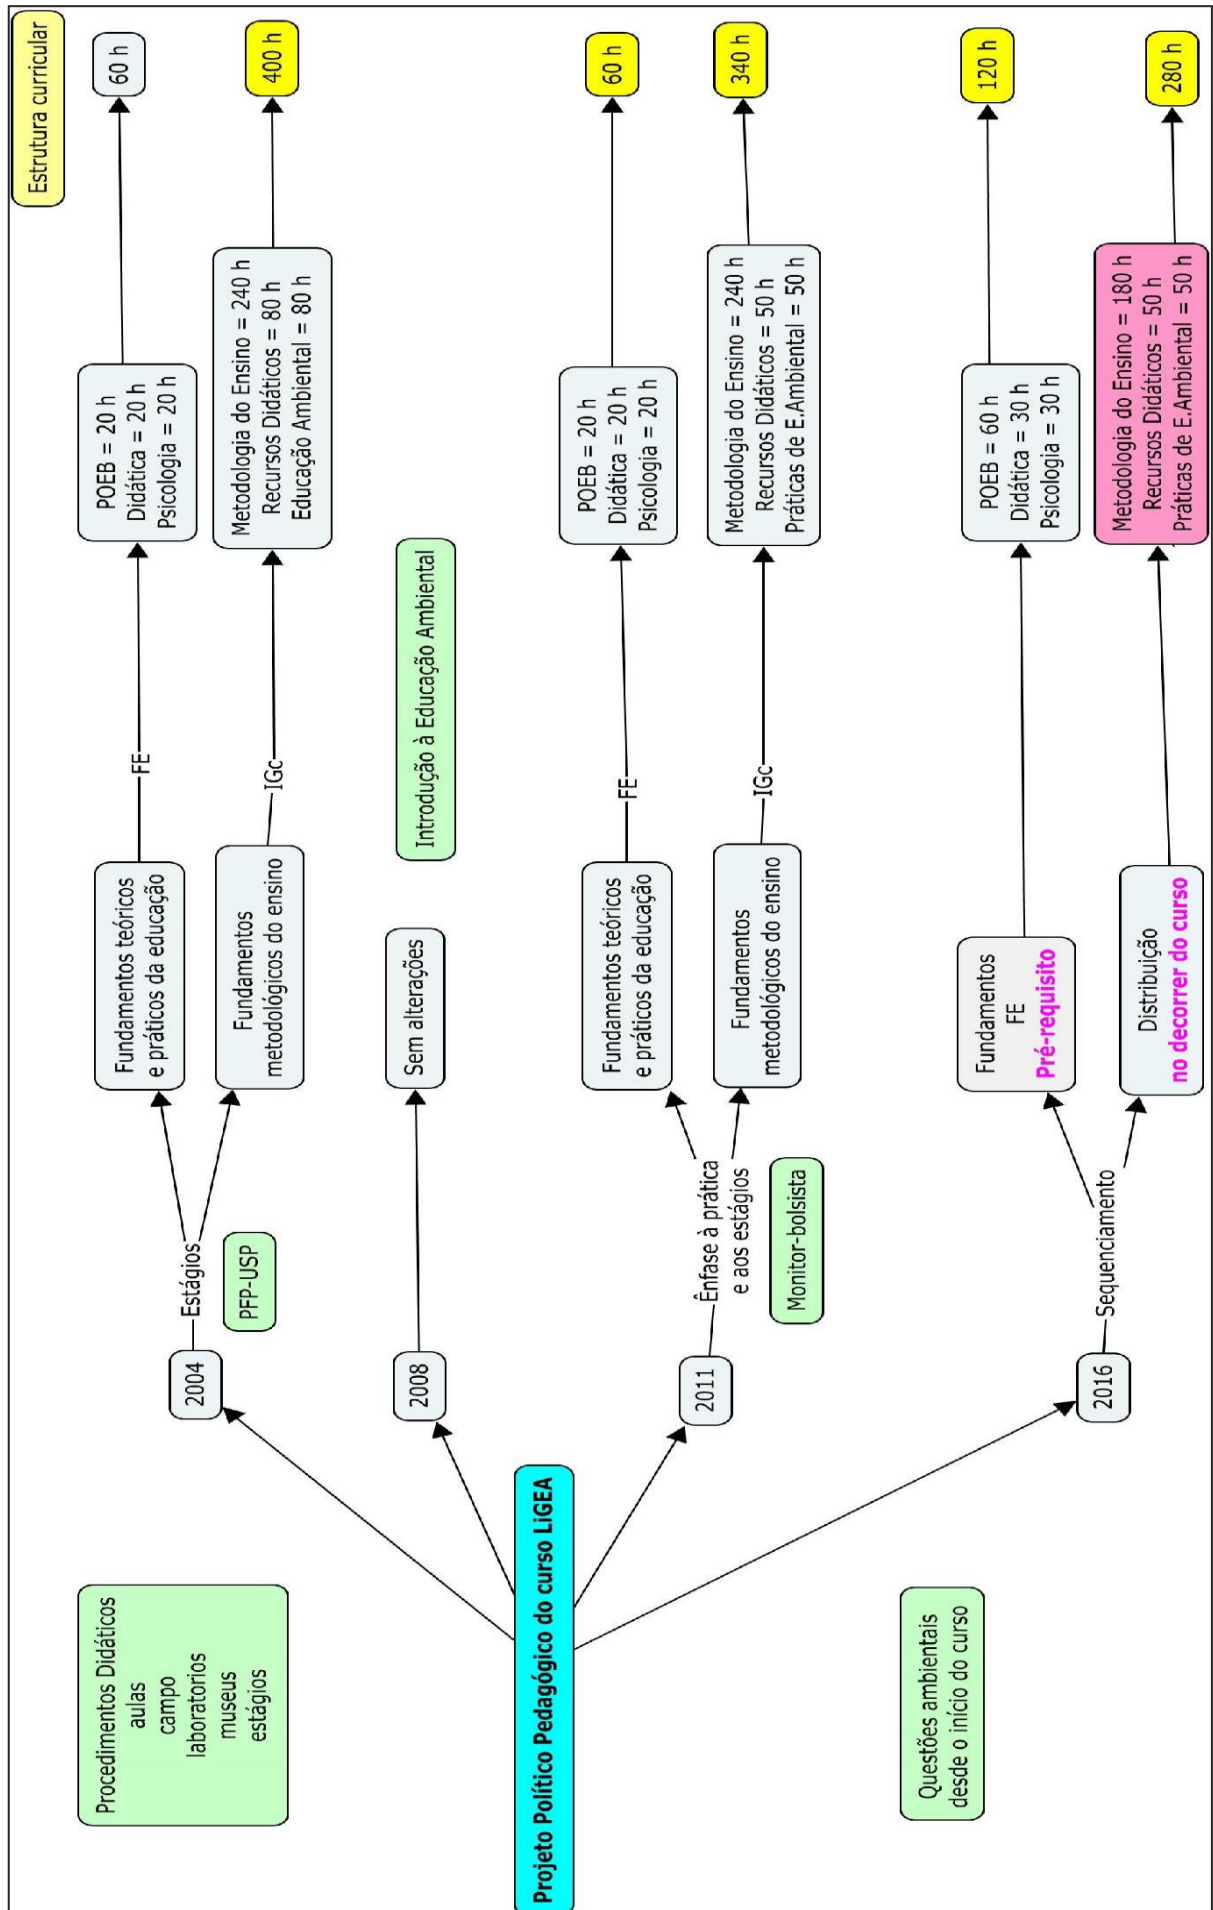 Estrutura curricular
Procedimentos Didáticos
aulas
campo
laboratorios
museus
estágios
Projeto Político Pedagógico do curso LiGEA
Questões ambientais
desde o início do curso
2004
Estágios
PFP-USP
Fundamentos teóricos
e práticos da educação
FE
POEB = 20 h
Didática = 20 h
Psicologia = 20 h
60 h
Fundamentos
metodológicos do ensino
IGc
Metodologia do Ensino = 240 h
Recursos Didáticos = 80 h
Educação Ambiental = 80 h
400 h
2008
Sem alterações
Introdução à Educação Ambiental
2011
Ênfase à prática
e aos estágios
Monitor-bolsista
Fundamentos teóricos
e práticos da educação
FE
POEB = 20 h
Didática = 20 h
Psicologia = 20 h
60 h
Fundamentos
metodológicos do ensino
IGc
Metodologia do Ensino = 240 h
Recursos Didáticos = 50 h
Práticas de E.Ambiental = 50 h
340 h
2016
Sequenciamento
Fundamentos
FE
Pré-requisito
POEB = 60 h
Didática = 30 h
Psicologia = 30 h
120 h
Distribuição
no decorrer do curso
Metodologia do Ensino = 180 h
Recursos Didáticos = 50 h
Práticas de E.Ambiental = 50 h
280 h